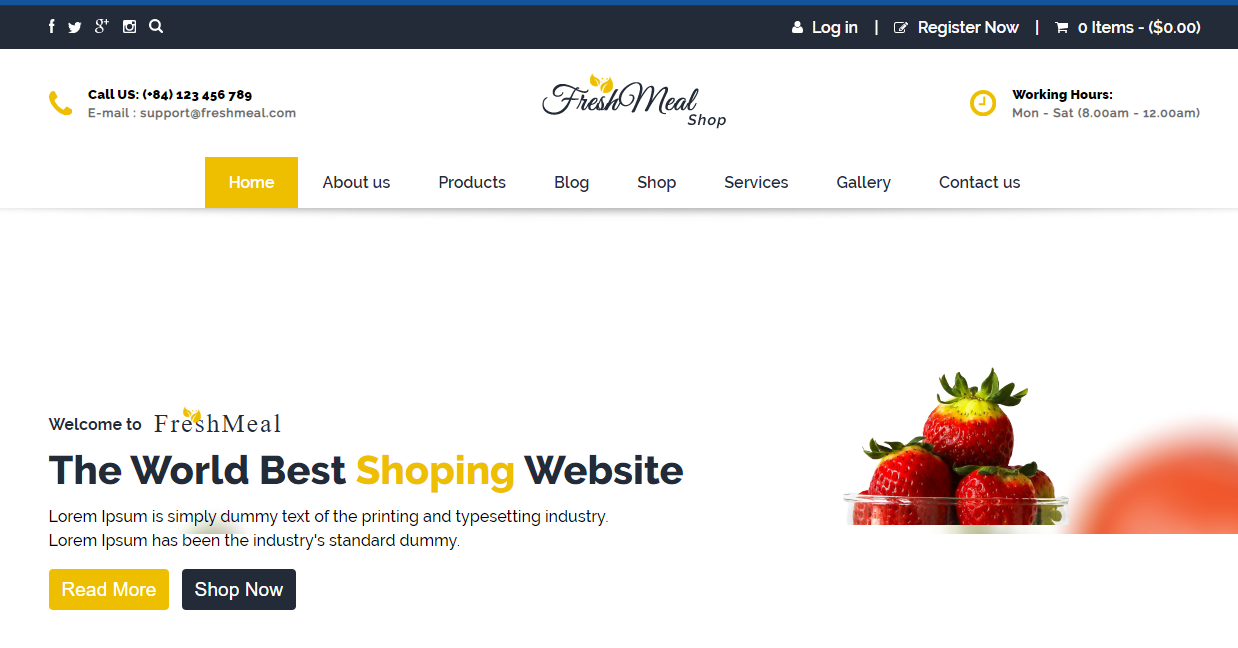 Log in | Register Now | 0 Items - ($0.00)
Call US: (+84) 123 456 789
E-mail : support@freshmeal.com
FreshMeal
Shop
Working Hours:
Mon - Sat (8.00am - 12.00am)
Home About us Products Blog Shop Services Gallery Contact us
Welcome to FreshMeal
The World Best Shoping Website
Lorem Ipsum is simply dummy text of the printing and typesetting industry.
Lorem Ipsum has been the industry's standard dummy.
Read More Shop Now